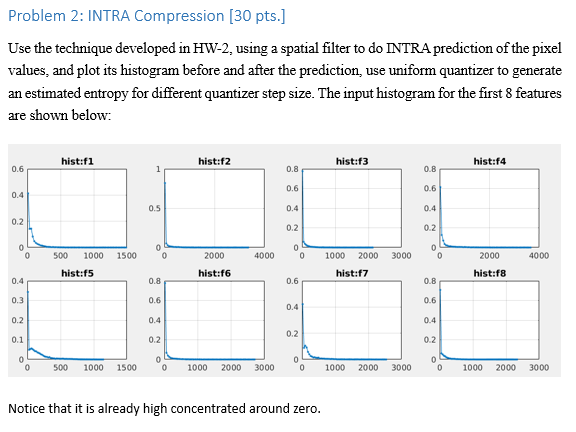 Problem 2: INTRA Compression [30 pts.]
Use the technique developed in HW-2, using a spatial filter to do INTRA prediction of the pixel
values, and plot its histogram before and after the prediction, use uniform quantizer to generate
an estimated entropy for different quantizer step size. The input histogram for the first 8 features
are shown below:
hist:f1 hist:f2 hist:f3 hist:f4
0.6 1 0.8 0.8
0.6 0.6
0.4
0.5 0.4 0.4
0.2
0.2 0.2
0 0 0 0
0 500 1000 1500 0 2000 4000 0 1000 2000 3000 0 2000 4000
hist:f5 hist:f6 hist:f7 hist:f8
0.4 0.8 0.6 0.8
0.3 0.6 0.6
0.4
0.2 0.4 0.4
0.2
0.1 0.2 0.2
0 0 0 0
0 500 1000 1500 0 1000 2000 3000 0 1000 2000 3000 0 1000 2000 3000
Notice that it is already high concentrated around zero.